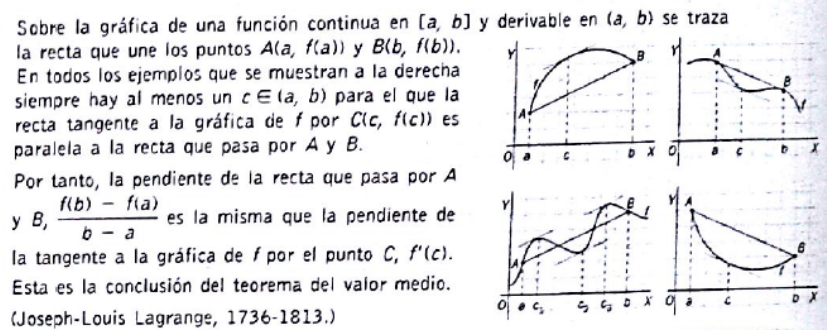 Sobre la gráfica de una función continua en [a, b] y derivable en (a, b) se traza
la recta que une los puntos A(a, f(a)) y B(b, f(b)).
En todos los ejemplos que se muestran a la derecha
siempre hay al menos un c ∈ (a, b) para el que la
recta tangente a la gráfica de f por C(c, f(c)) es
paralela a la recta que pasa por A y B.
Por tanto, la pendiente de la recta que pasa por A
y B, (f(b) − f(a))/(b − a) es la misma que la pendiente de
la tangente a la gráfica de f por el punto C, f'(c).
Esta es la conclusión del teorema del valor medio.
(Joseph-Louis Lagrange, 1736-1813.)
Y
A
B
f
O a c b X
Y
A
B
f
O a c b X
Y
A
B
f
O a c₁ c₂ c₃ b X
Y
A
B
f
O a c b X